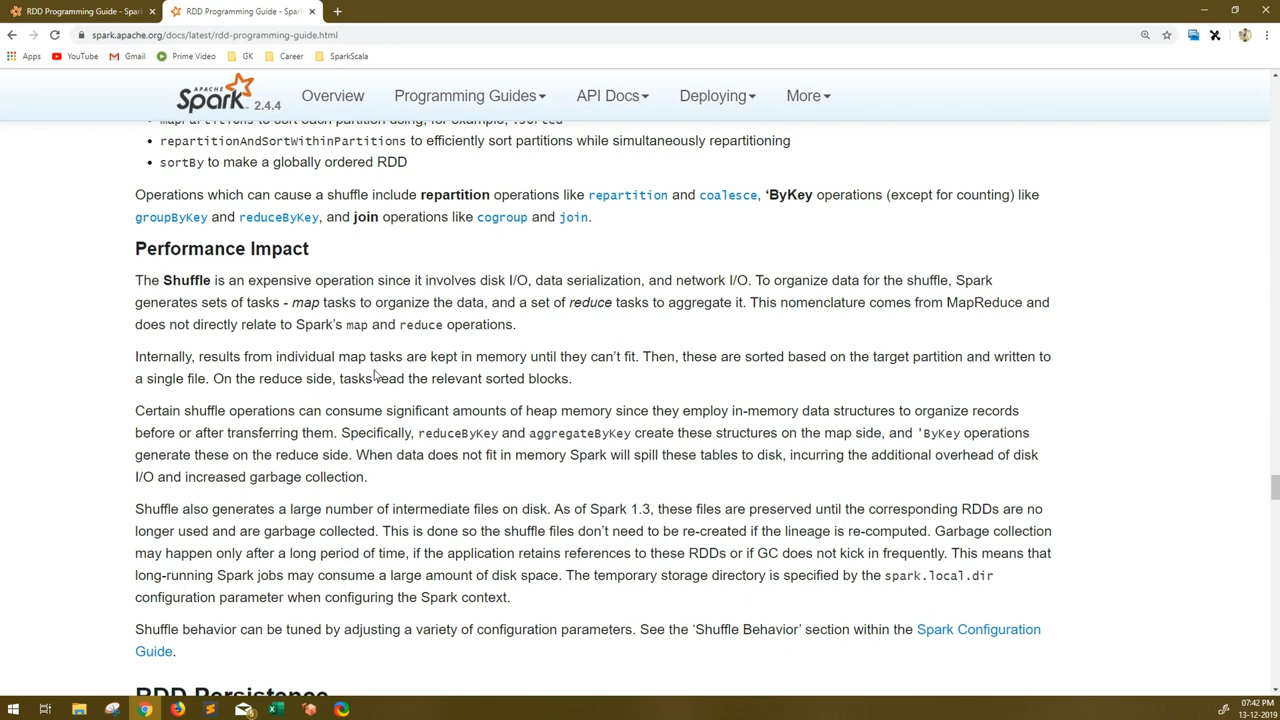 RDD Programming Guide - Spar
RDD Programming Guide - Spar
spark.apache.org/docs/latest/rdd-programming-guide.html
Apps YouTube Gmail Prime Video GK Career SparkScala
APACHE Spark 2.4.4 Overview Programming Guides API Docs Deploying More
• mapPartitions to sort each partition using, for example, .sorted
• repartitionAndSortWithinPartitions to efficiently sort partitions while simultaneously repartitioning
• sortBy to make a globally ordered RDD
Operations which can cause a shuffle include repartition operations like repartition and coalesce, ‘ByKey operations (except for counting) like
groupByKey and reduceByKey, and join operations like cogroup and join.
Performance Impact
The Shuffle is an expensive operation since it involves disk I/O, data serialization, and network I/O. To organize data for the shuffle, Spark
generates sets of tasks - map tasks to organize the data, and a set of reduce tasks to aggregate it. This nomenclature comes from MapReduce and
does not directly relate to Spark’s map and reduce operations.
Internally, results from individual map tasks are kept in memory until they can’t fit. Then, these are sorted based on the target partition and written to
a single file. On the reduce side, tasks read the relevant sorted blocks.
Certain shuffle operations can consume significant amounts of heap memory since they employ in-memory data structures to organize records
before or after transferring them. Specifically, reduceByKey and aggregateByKey create these structures on the map side, and 'ByKey operations
generate these on the reduce side. When data does not fit in memory Spark will spill these tables to disk, incurring the additional overhead of disk
I/O and increased garbage collection.
Shuffle also generates a large number of intermediate files on disk. As of Spark 1.3, these files are preserved until the corresponding RDDs are no
longer used and are garbage collected. This is done so the shuffle files don’t need to be re-created if the lineage is re-computed. Garbage collection
may happen only after a long period of time, if the application retains references to these RDDs or if GC does not kick in frequently. This means that
long-running Spark jobs may consume a large amount of disk space. The temporary storage directory is specified by the spark.local.dir
configuration parameter when configuring the Spark context.
Shuffle behavior can be tuned by adjusting a variety of configuration parameters. See the ‘Shuffle Behavior’ section within the Spark Configuration
Guide.
RDD Persistence
07:42 PM
13-12-2019